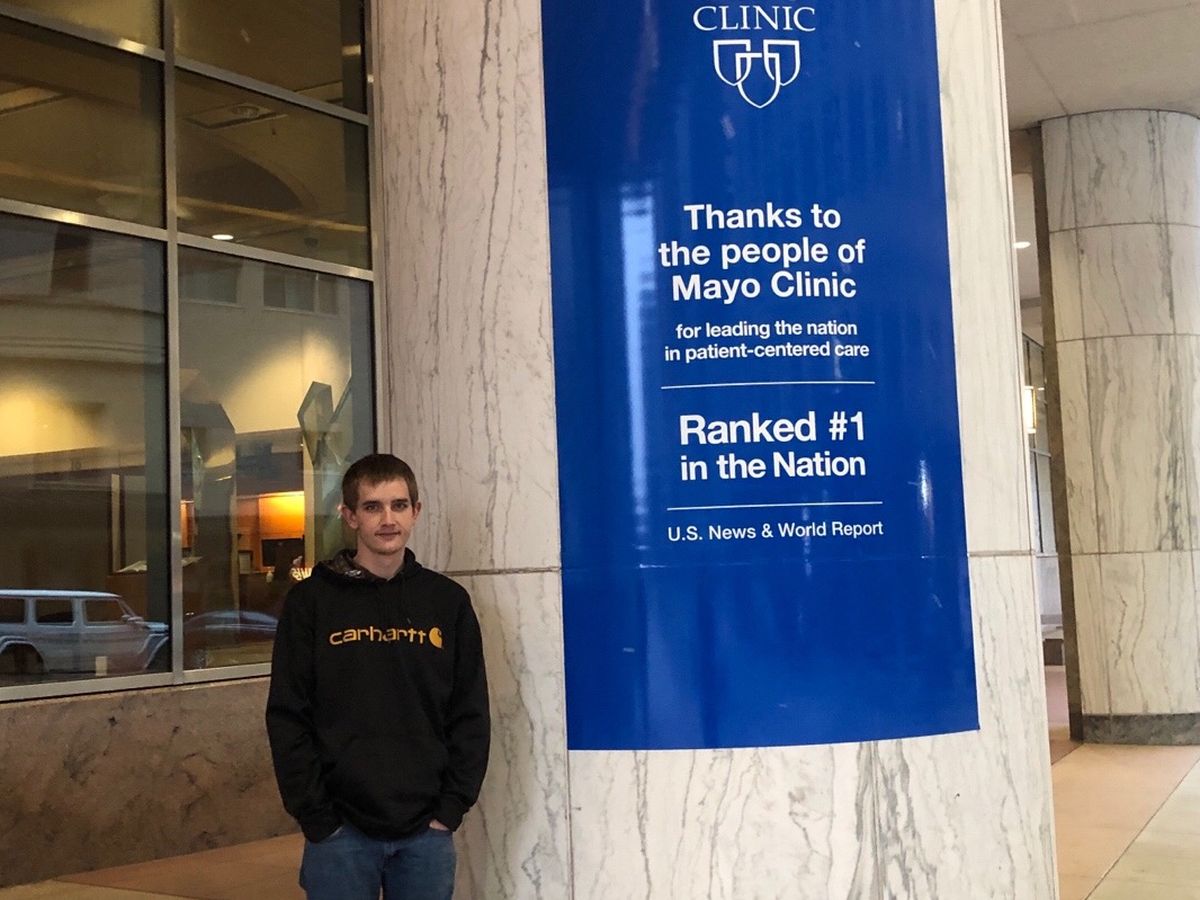 CLINIC
Thanks to
the people of
Mayo Clinic
for leading the nation
in patient-centered care
Ranked #1
in the Nation
U.S. News & World Report
carhartt